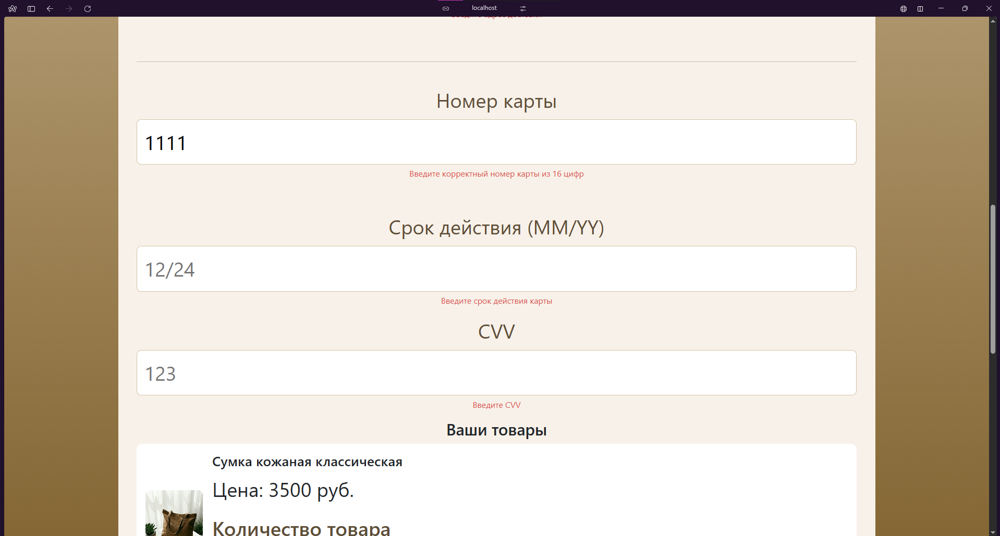 localhost
Номер карты
1111
Введите корректный номер карты из 16 цифр
Срок действия (MM/YY)
12/24
Введите срок действия карты
CVV
123
Введите CVV
Ваши товары
Сумка кожаная классическая
Цена: 3500 руб.
Количество товара